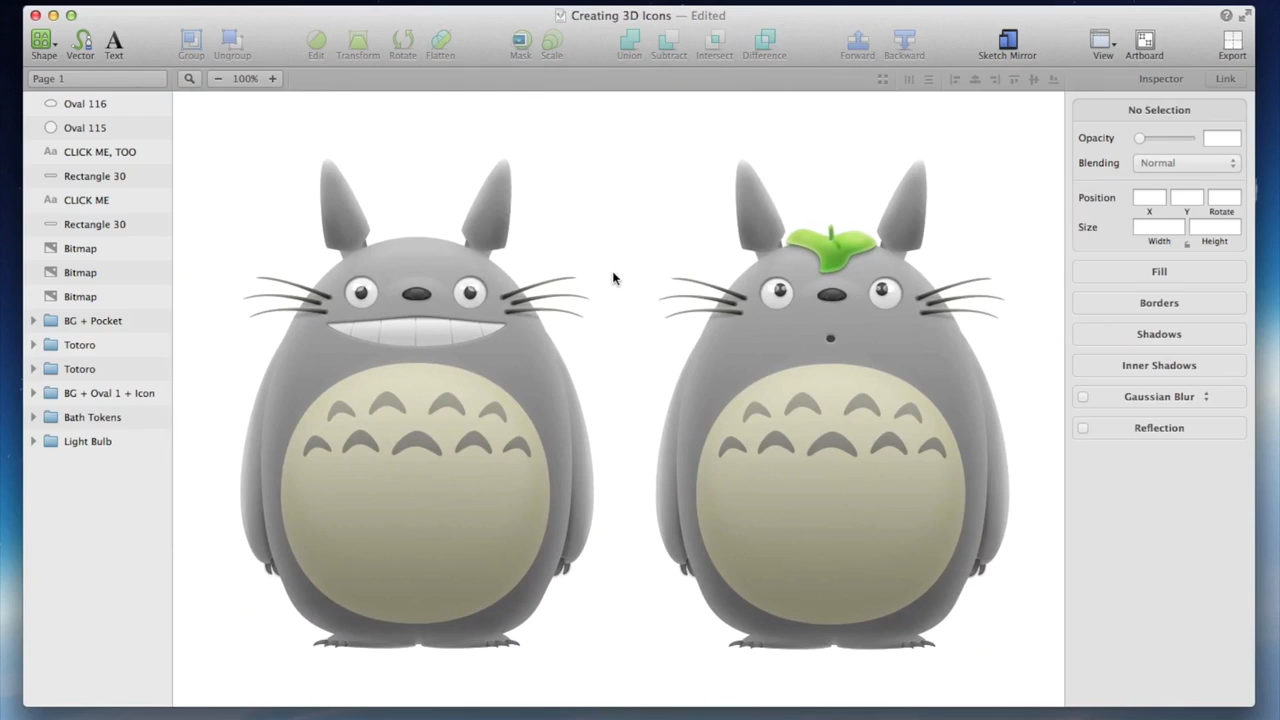 Creating 3D Icons — Edited
Shape Vector Text Group Ungroup Edit Transform Rotate Flatten Mask Scale Union Subtract Intersect Difference Forward Backward Sketch Mirror View Artboard Export
Page 1 100% Inspector Link
Oval 116
Oval 115
Aa CLICK ME, TOO
Rectangle 30
Aa CLICK ME
Rectangle 30
Bitmap
Bitmap
Bitmap
BG + Pocket
Totoro
Totoro
BG + Oval 1 + Icon
Bath Tokens
Light Bulb
No Selection
Opacity
Blending Normal
Position
X Y Rotate
Size
Width Height
Fill
Borders
Shadows
Inner Shadows
Gaussian Blur
Reflection